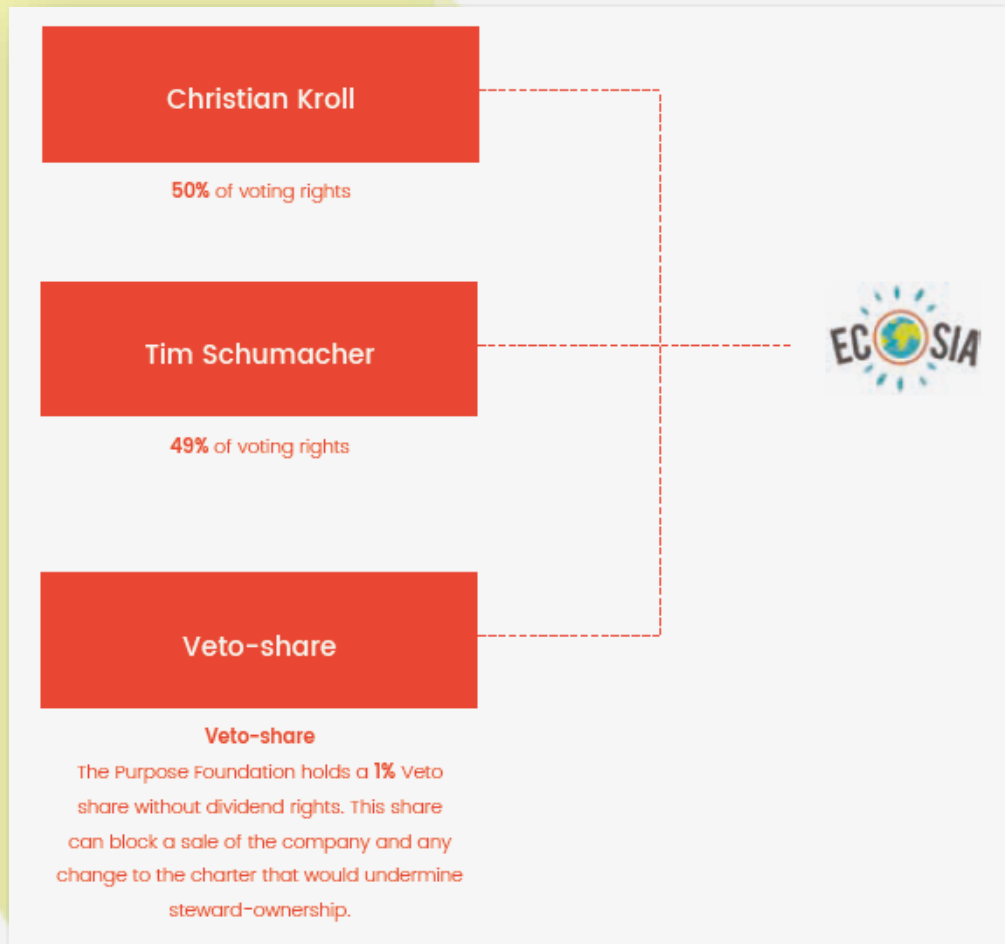 Christian Kroll
50% of voting rights
Tim Schumacher
49% of voting rights
ECOSIA
Veto-share
Veto-share
The Purpose Foundation holds a 1% Veto
share without dividend rights. This share
can block a sale of the company and any
change to the charter that would undermine
steward-ownership.